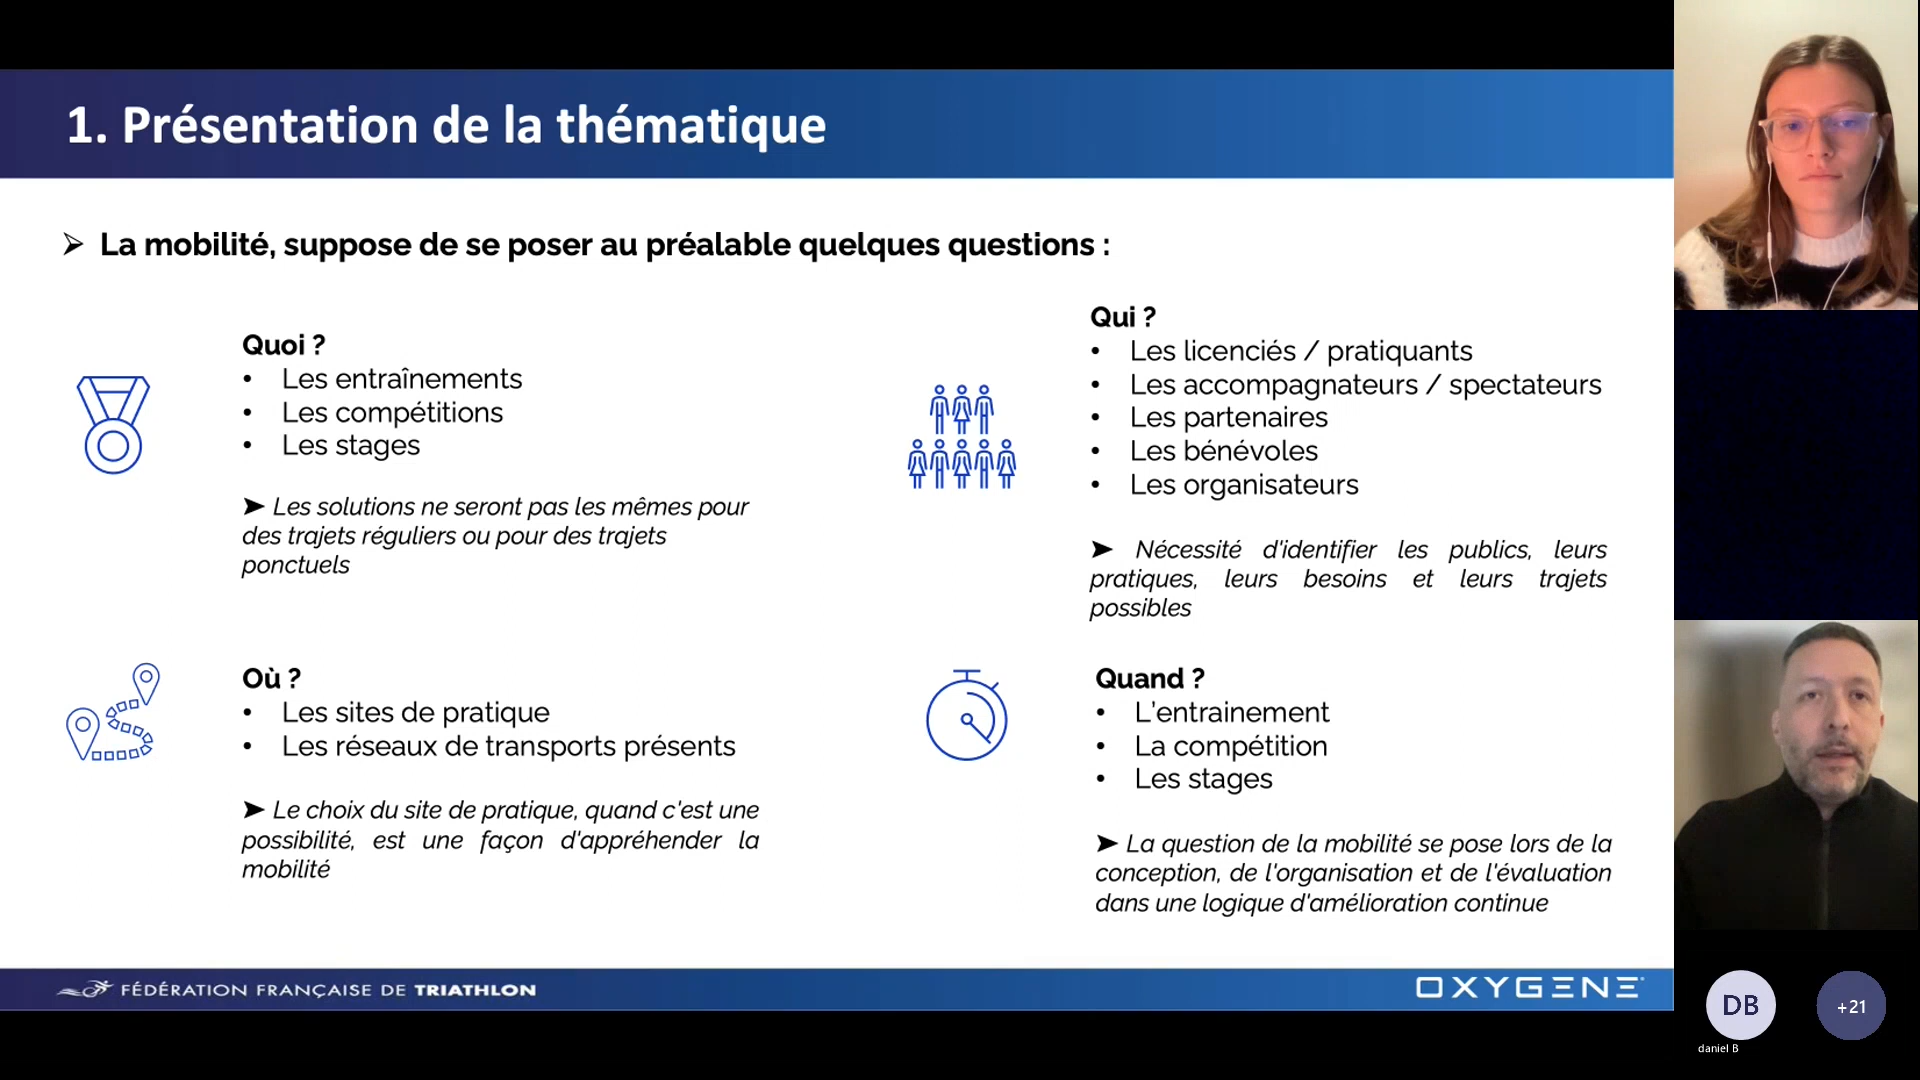 1. Présentation de la thématique
➢ La mobilité, suppose de se poser au préalable quelques questions :
Quoi ?
• Les entraînements
• Les compétitions
• Les stages
➤ Les solutions ne seront pas les mêmes pour
des trajets réguliers ou pour des trajets
ponctuels
Qui ?
• Les licenciés / pratiquants
• Les accompagnateurs / spectateurs
• Les partenaires
• Les bénévoles
• Les organisateurs
➤ Nécessité d'identifier les publics, leurs
pratiques, leurs besoins et leurs trajets
possibles
Où ?
• Les sites de pratique
• Les réseaux de transports présents
➤ Le choix du site de pratique, quand c'est une
possibilité, est une façon d'appréhender la
mobilité
Quand ?
• L'entrainement
• La compétition
• Les stages
➤ La question de la mobilité se pose lors de la
conception, de l'organisation et de l'évaluation
dans une logique d'amélioration continue
FÉDÉRATION FRANÇAISE DE TRIATHLON
OXYGENE
DB
+21
daniel B